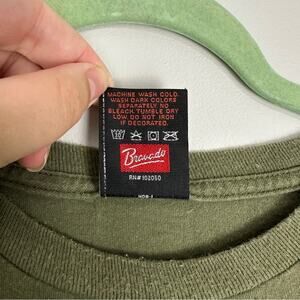 MACHINE WASH COLD.
WASH DARK COLORS
SEPARATELY. NO
BLEACH. TUMBLE DRY
LOW. DO NOT IRON
IF DECORATED.
Bravado
RN# 102050